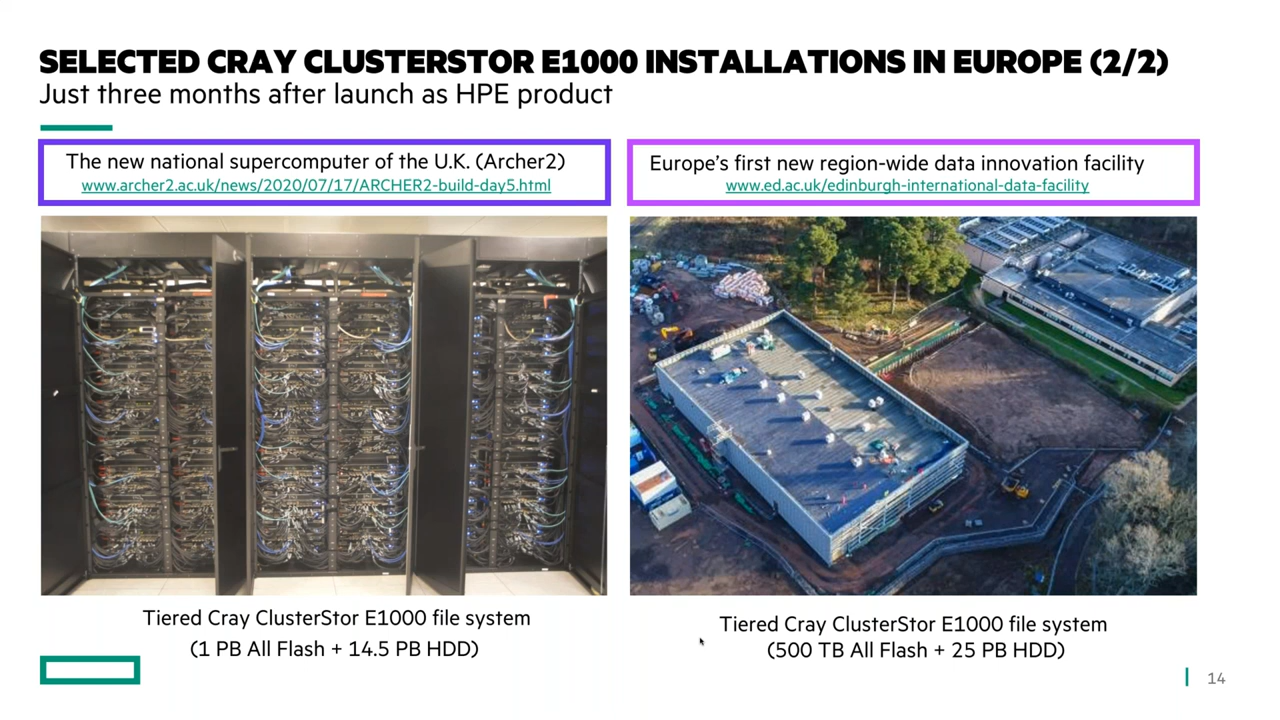 SELECTED CRAY CLUSTERSTOR E1000 INSTALLATIONS IN EUROPE (2/2)
Just three months after launch as HPE product
The new national supercomputer of the U.K. (Archer2)
www.archer2.ac.uk/news/2020/07/17/ARCHER2-build-day5.html
Europe's first new region-wide data innovation facility
www.ed.ac.uk/edinburgh-international-data-facility
Tiered Cray ClusterStor E1000 file system
(1 PB All Flash + 14.5 PB HDD)
Tiered Cray ClusterStor E1000 file system
(500 TB All Flash + 25 PB HDD)
14